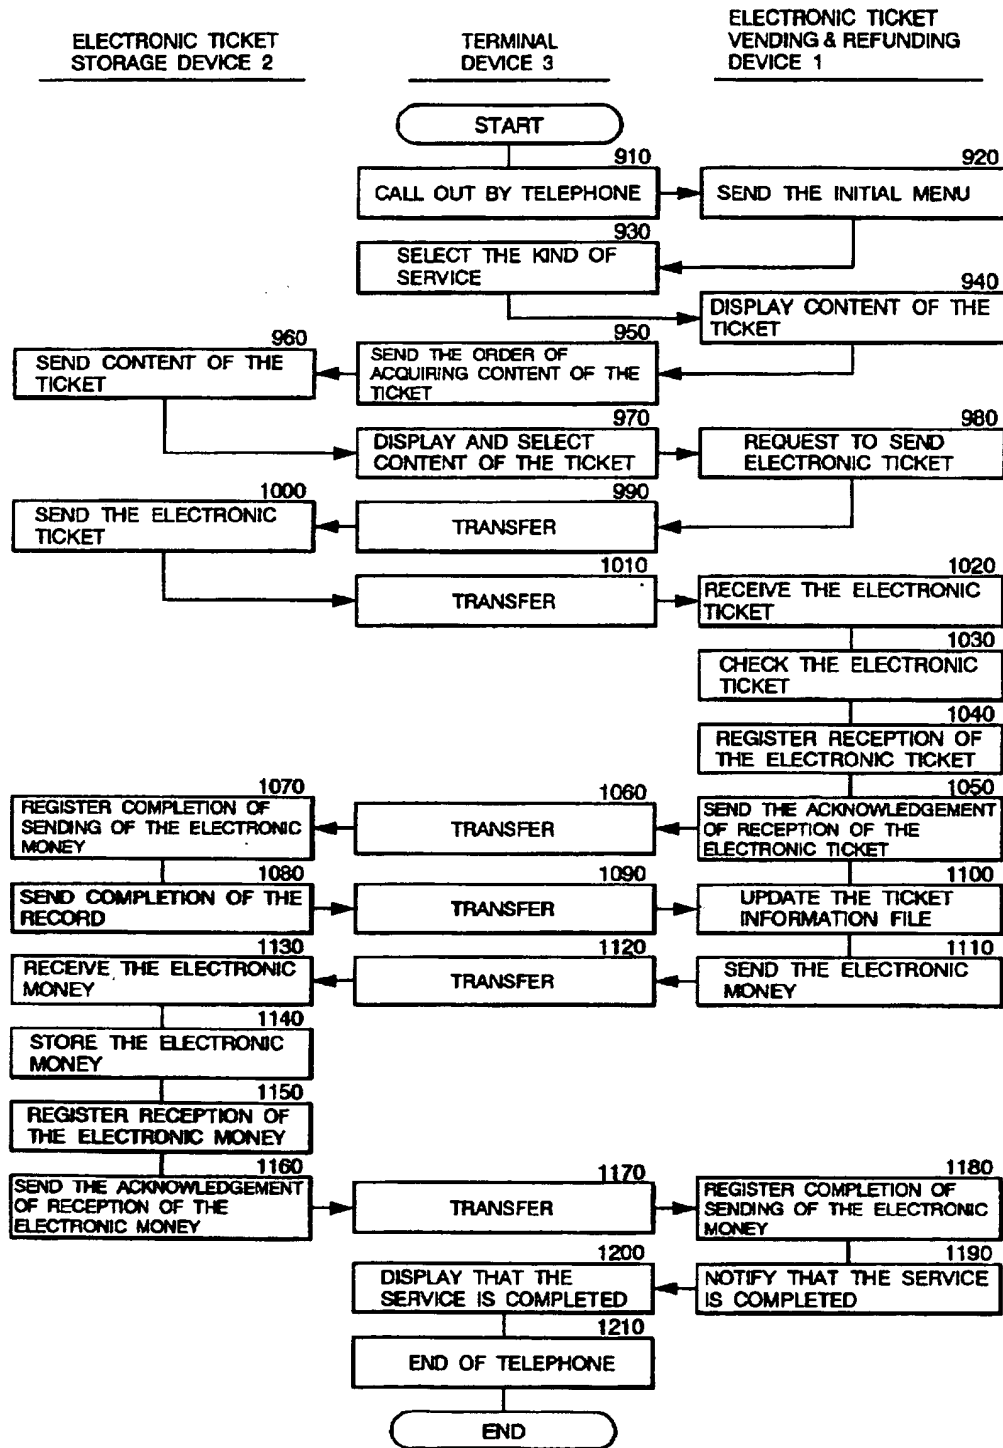 ELECTRONIC TICKET
STORAGE DEVICE 2
TERMINAL
DEVICE 3
ELECTRONIC TICKET
VENDING & REFUNDING
DEVICE 1
START
910
CALL OUT BY TELEPHONE
920
SEND THE INITIAL MENU
930
SELECT THE KIND OF
SERVICE
940
DISPLAY CONTENT OF THE
TICKET
950
SEND THE ORDER OF
ACQUIRING CONTENT OF THE
TICKET
960
SEND CONTENT OF THE
TICKET
970
DISPLAY AND SELECT
CONTENT OF THE TICKET
980
REQUEST TO SEND
ELECTRONIC TICKET
990
TRANSFER
1000
SEND THE ELECTRONIC
TICKET
1010
TRANSFER
1020
RECEIVE THE ELECTRONIC
TICKET
1030
CHECK THE ELECTRONIC
TICKET
1040
REGISTER RECEPTION OF
THE ELECTRONIC TICKET
1050
SEND THE ACKNOWLEDGEMENT
OF RECEPTION OF THE
ELECTRONIC TICKET
1060
TRANSFER
1070
REGISTER COMPLETION OF
SENDING OF THE ELECTRONIC
MONEY
1080
SEND COMPLETION OF THE
RECORD
1090
TRANSFER
1100
UPDATE THE TICKET
INFORMATION FILE
1110
SEND THE ELECTRONIC
MONEY
1120
TRANSFER
1130
RECEIVE THE ELECTRONIC
MONEY
1140
STORE THE ELECTRONIC
MONEY
1150
REGISTER RECEPTION OF
THE ELECTRONIC MONEY
1160
SEND THE ACKNOWLEDGEMENT
OF RECEPTION OF THE
ELECTRONIC MONEY
1170
TRANSFER
1180
REGISTER COMPLETION OF
SENDING OF THE ELECTRONIC
MONEY
1190
NOTIFY THAT THE SERVICE
IS COMPLETED
1200
DISPLAY THAT THE
SERVICE IS COMPLETED
1210
END OF TELEPHONE
END